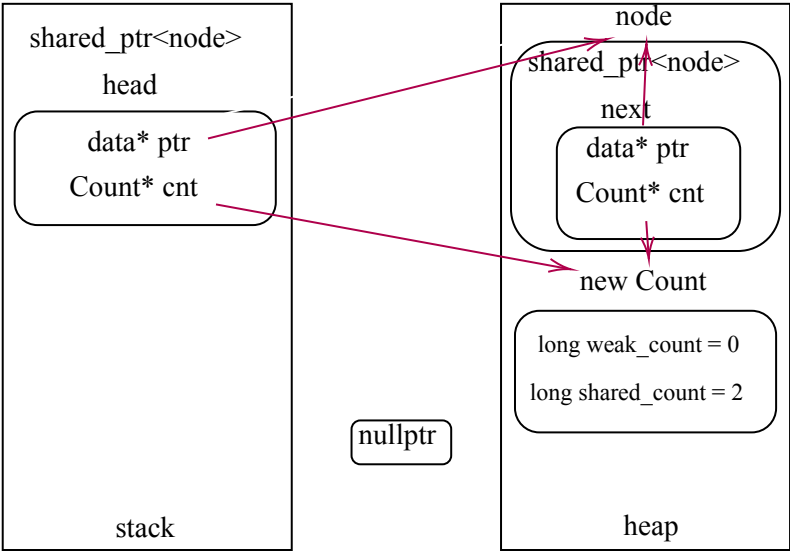 shared_ptr<node>
head
data* ptr
Count* cnt
stack
nullptr
node
shared_ptr<node>
next
data* ptr
Count* cnt
new Count
long weak_count = 0
long shared_count = 2
heap